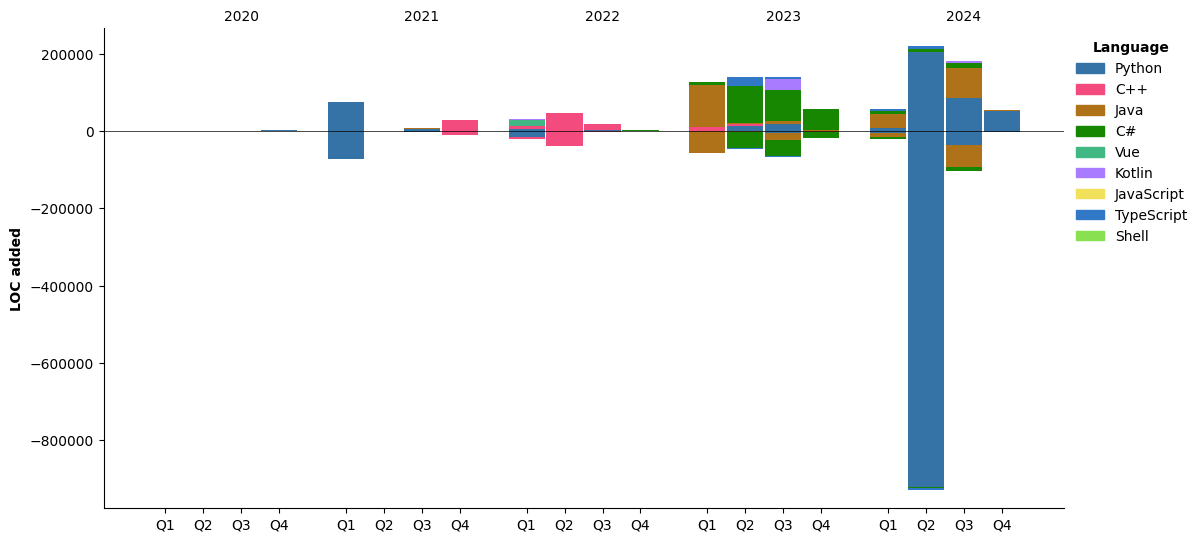 2020 2021 2022 2023 2024
Language
Python
C++
Java
C#
Vue
Kotlin
JavaScript
TypeScript
Shell
LOC added
200000
0
−200000
−400000
−600000
−800000
Q1 Q2 Q3 Q4 Q1 Q2 Q3 Q4 Q1 Q2 Q3 Q4 Q1 Q2 Q3 Q4 Q1 Q2 Q3 Q4